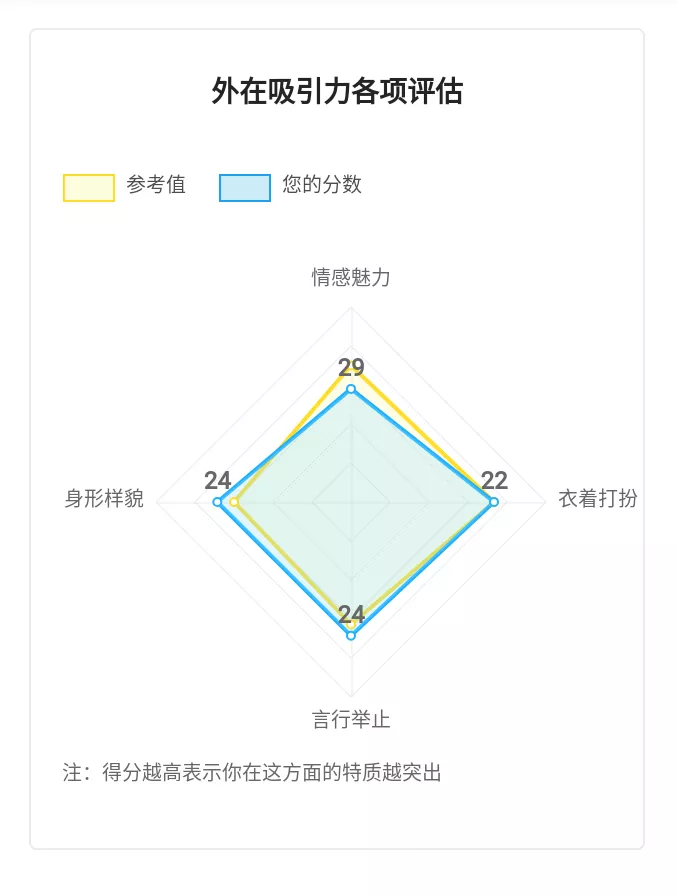 外在吸引力各项评估
参考值 您的分数
情感魅力
29
身形样貌 24 22 衣着打扮
24
言行举止
注：得分越高表示你在这方面的特质越突出